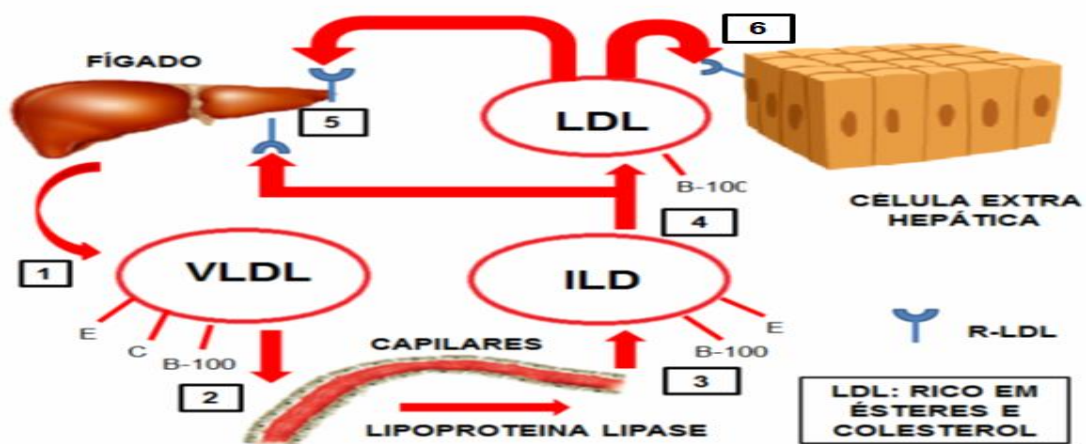 6
FÍGADO
5
LDL
B-100
CÉLULA EXTRA
HEPÁTICA
4
1
VLDL
ILD
E
C
B-100
E
B-100
R-LDL
CAPILARES
2
3
LIPOPROTEINA LIPASE
LDL: RICO EM
ÉSTERES E
COLESTEROL